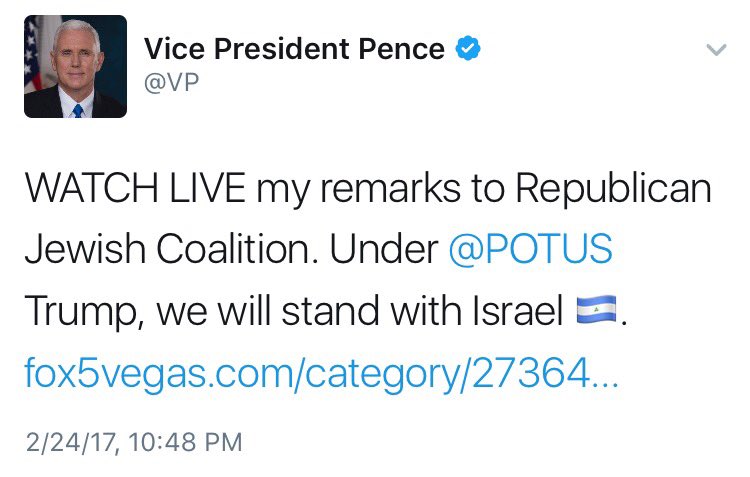 Vice President Pence
@VP
WATCH LIVE my remarks to Republican
Jewish Coalition. Under @POTUS
Trump, we will stand with Israel 🇳🇮.
fox5vegas.com/category/27364...
2/24/17, 10:48 PM